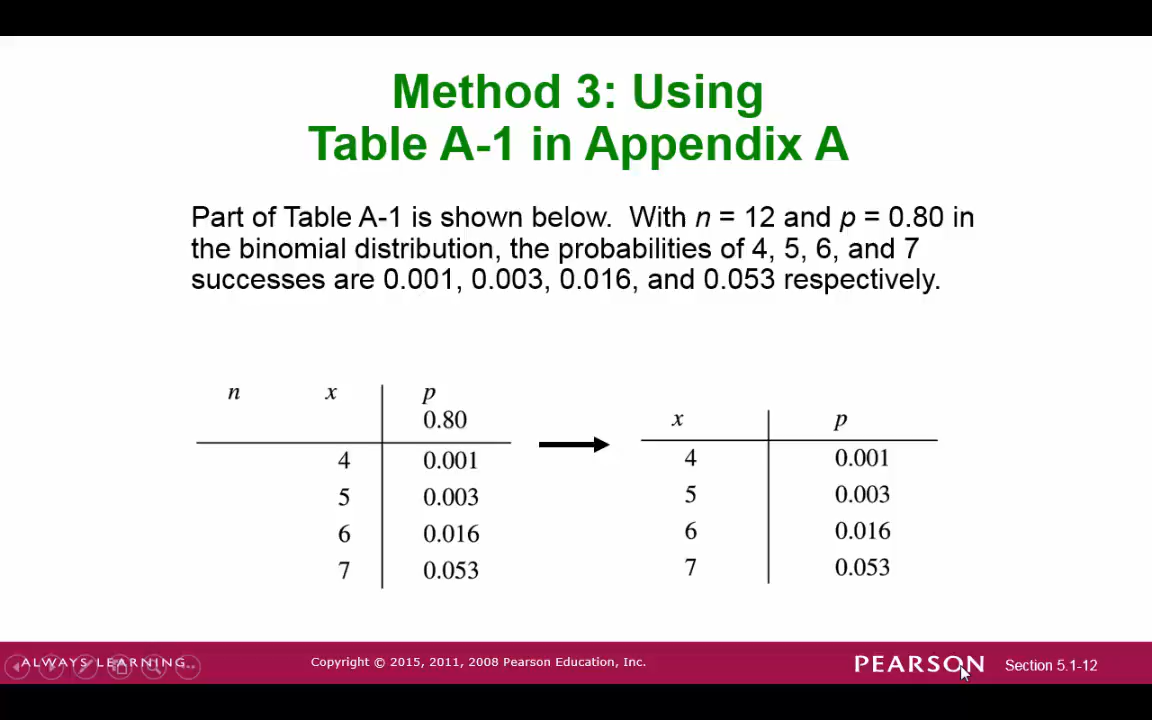 Method 3: Using
Table A-1 in Appendix A
Part of Table A-1 is shown below. With n = 12 and p = 0.80 in
the binomial distribution, the probabilities of 4, 5, 6, and 7
successes are 0.001, 0.003, 0.016, and 0.053 respectively.
n x p
0.80
4 0.001
5 0.003
6 0.016
7 0.053
x p
4 0.001
5 0.003
6 0.016
7 0.053
ALWAYS LEARNING
Copyright © 2015, 2011, 2008 Pearson Education, Inc.
PEARSON
Section 5.1-12